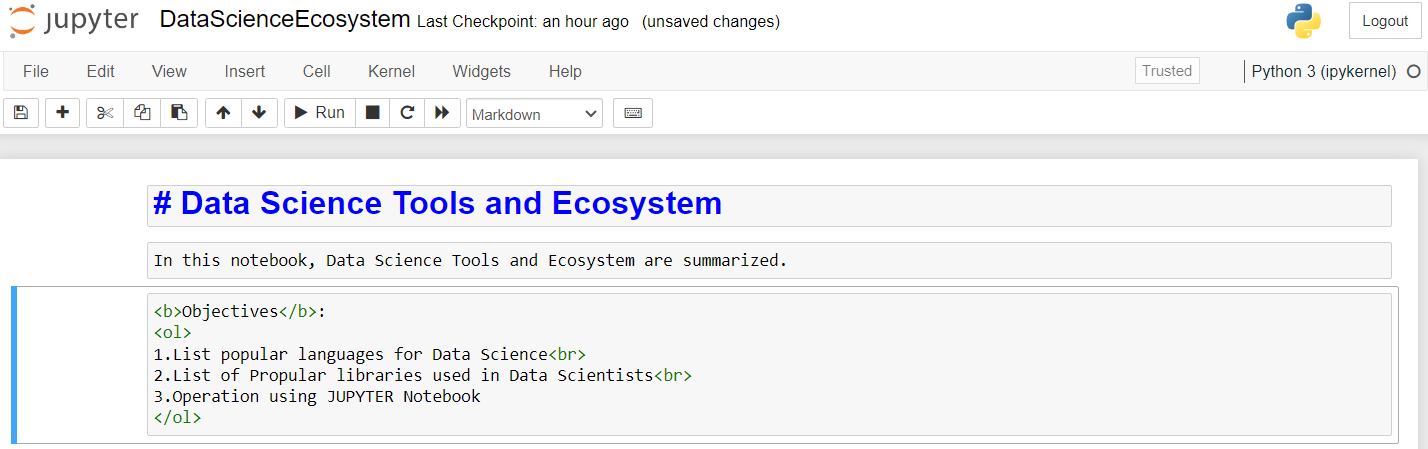 jupyter DataScienceEcosystem Last Checkpoint: an hour ago (unsaved changes) Logout
File Edit View Insert Cell Kernel Widgets Help Trusted Python 3 (ipykernel)
Run Markdown
# Data Science Tools and Ecosystem
In this notebook, Data Science Tools and Ecosystem are summarized.
<b>Objectives</b>:
<ol>
1.List popular languages for Data Science<br>
2.List of Propular libraries used in Data Scientists<br>
3.Operation using JUPYTER Notebook
</ol>